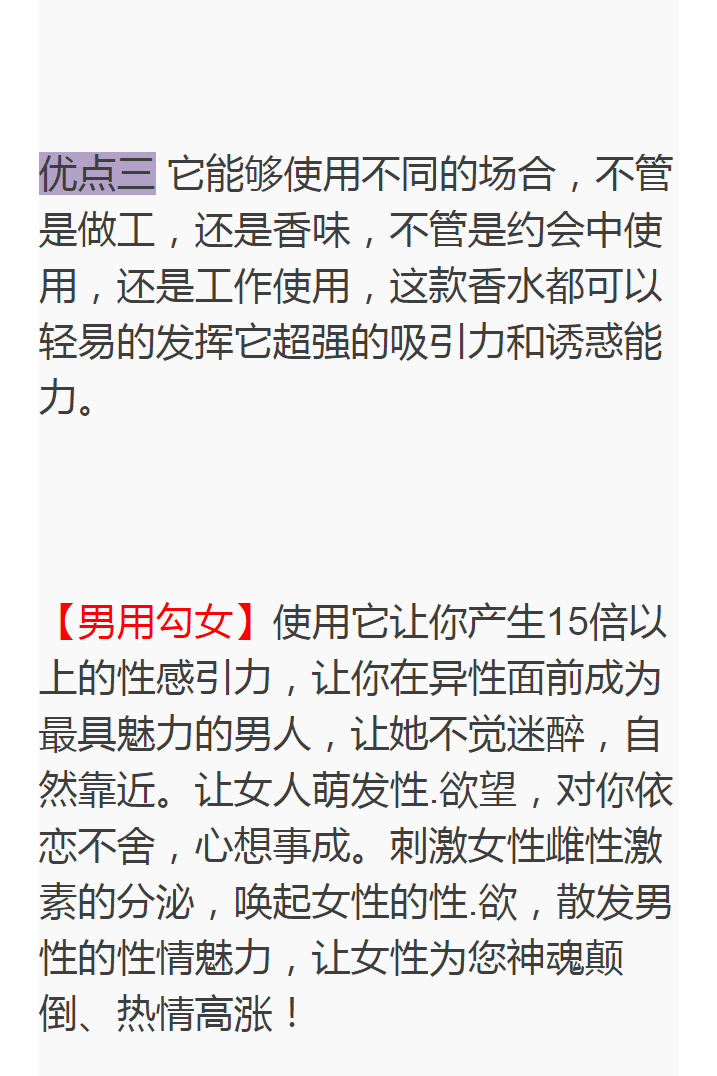 优点三 它能够使用不同的场合，不管
是做工，还是香味，不管是约会中使
用，还是工作使用，这款香水都可以
轻易的发挥它超强的吸引力和诱惑能
力。
【男用勾女】使用它让你产生15倍以
上的性感引力，让你在异性面前成为
最具魅力的男人，让她不觉迷醉，自
然靠近。让女人萌发性.欲望，对你依
恋不舍，心想事成。刺激女性雌性激
素的分泌，唤起女性的性.欲，散发男
性的性情魅力，让女性为您神魂颠
倒、热情高涨！